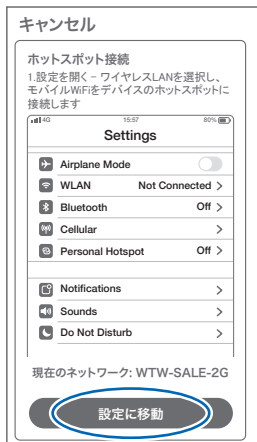 キャンセル
ホットスポット接続
1.設定を開く– ワイヤレスLANを選択し、
モバイルWiFiをデバイスのホットスポットに
接続します
4G 15:57 80%
Settings
Airplane Mode
WLAN Not Connected >
Bluetooth Off >
Cellular >
Personal Hotspot Off >
Notifications >
Sounds >
Do Not Disturb >
現在のネットワーク: WTW-SALE-2G
設定に移動